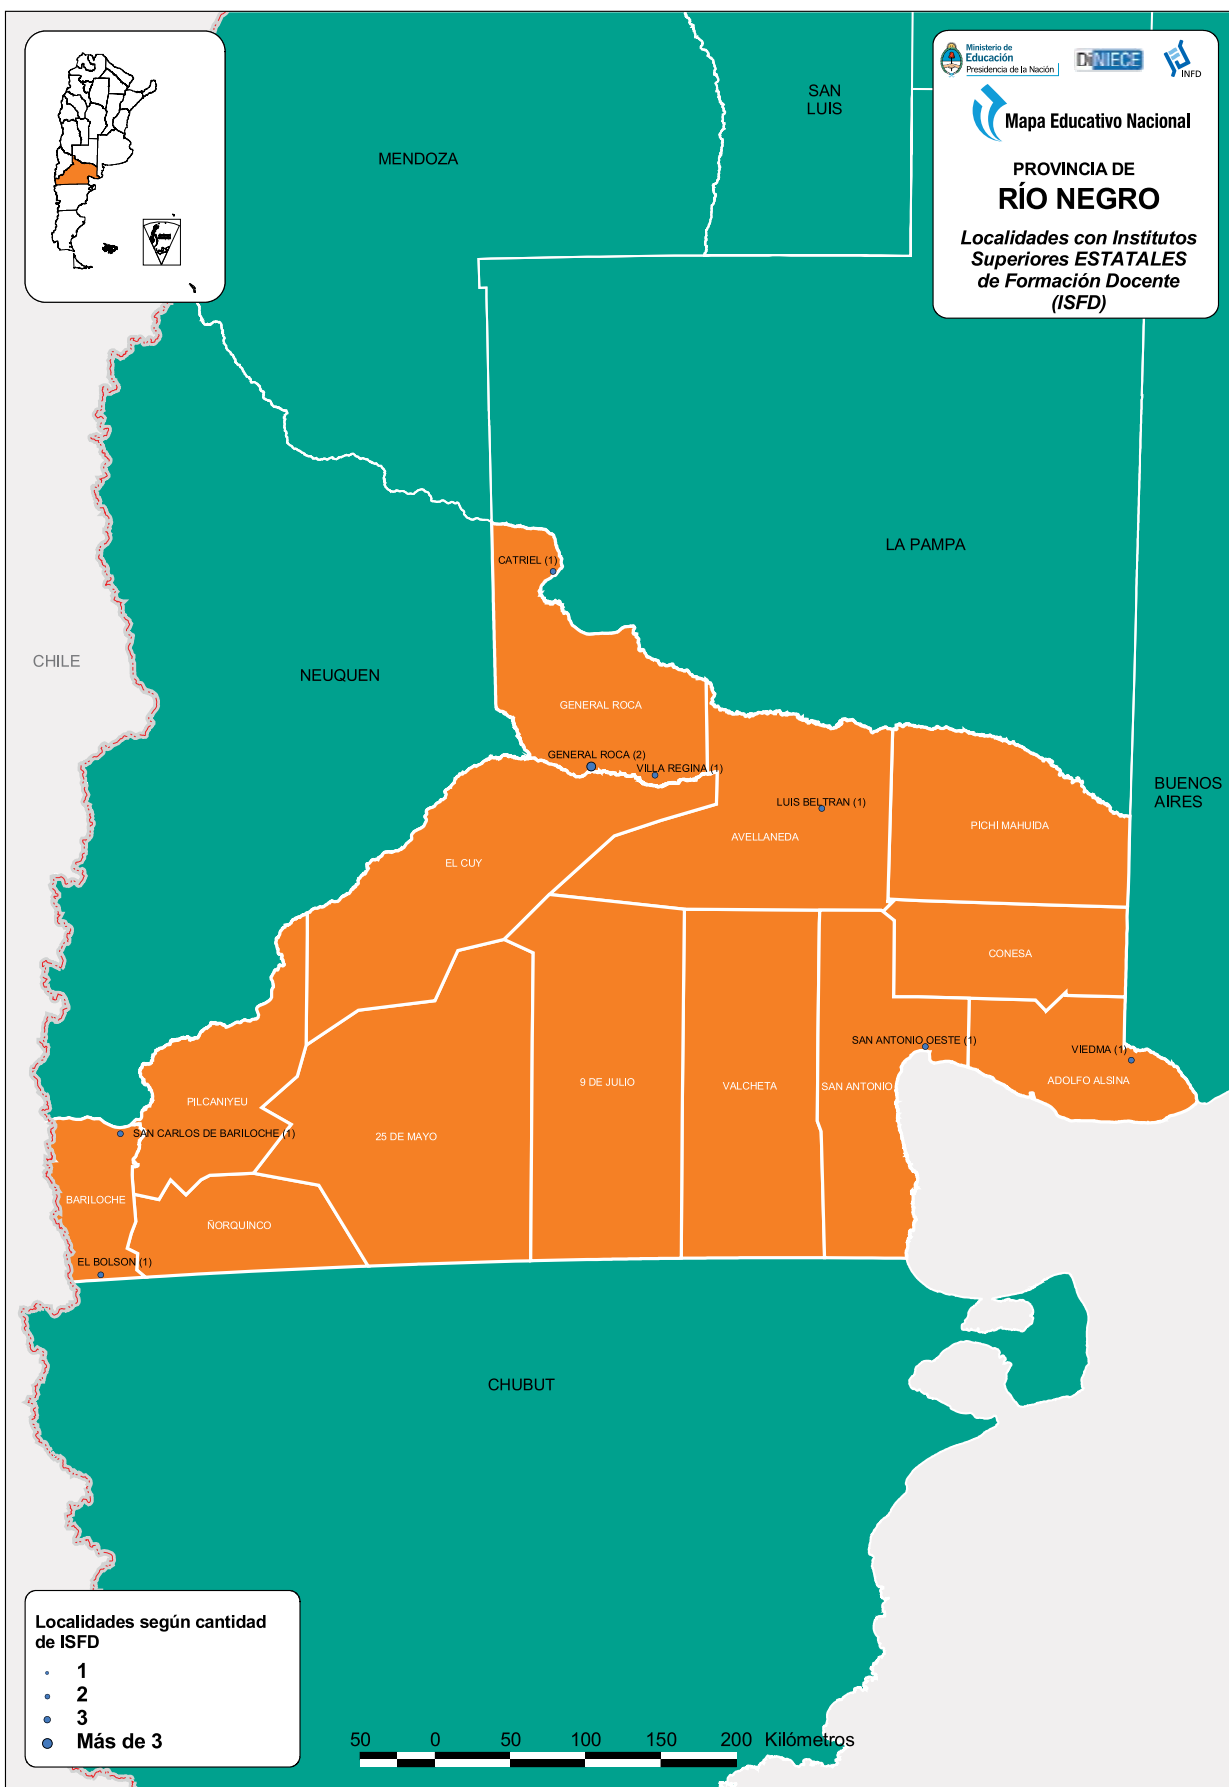 Ministerio de
Educación
Presidencia de la Nación
DiNIECE
INFD
Mapa Educativo Nacional
PROVINCIA DE
RÍO NEGRO
Localidades con Institutos
Superiores ESTATALES
de Formación Docente
(ISFD)
SAN
LUIS
MENDOZA
LA PAMPA
CATRIEL (1)
CHILE
NEUQUEN
GENERAL ROCA
GENERAL ROCA (2)
VILLA REGINA (1)
BUENOS
AIRES
LUIS BELTRAN (1)
AVELLANEDA
PICHI MAHUIDA
EL CUY
CONESA
SAN ANTONIO OESTE (1)
VIEDMA (1)
ADOLFO ALSINA
9 DE JULIO
VALCHETA
SAN ANTONIO
PILCANIYEU
SAN CARLOS DE BARILOCHE (1)
25 DE MAYO
BARILOCHE
ÑORQUINCO
EL BOLSON (1)
CHUBUT
Localidades según cantidad
de ISFD
1
2
3
Más de 3
50 0 50 100 150 200 Kilómetros